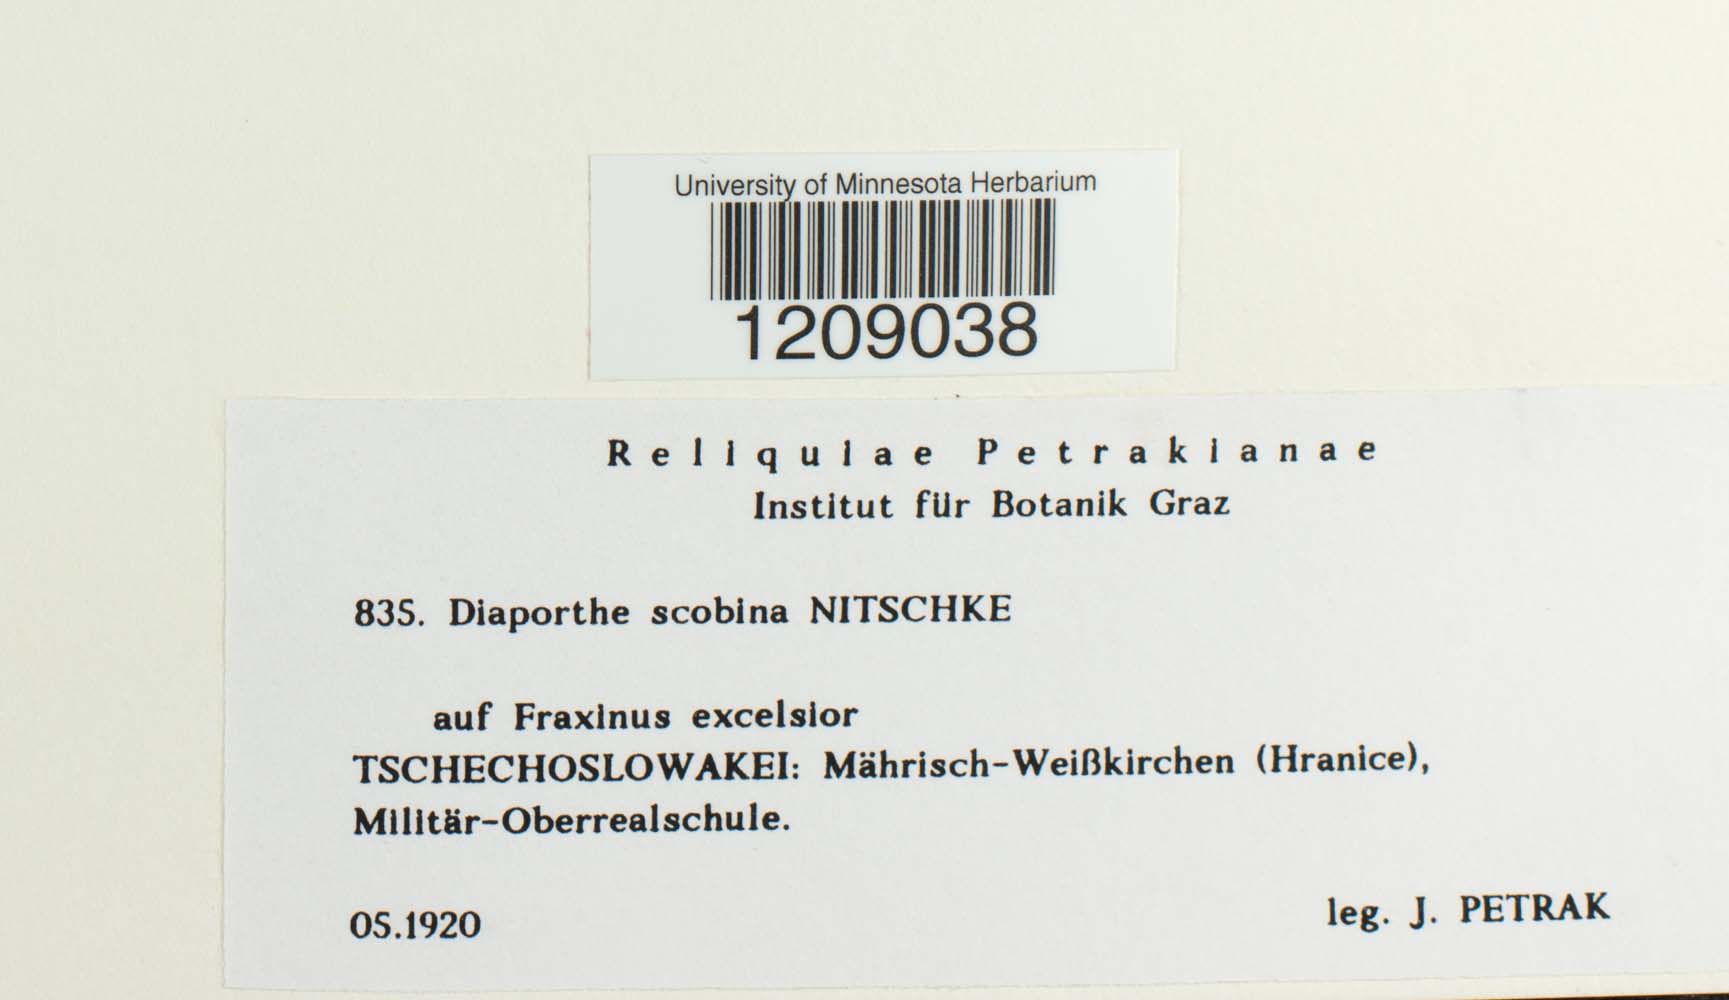 University of Minnesota Herbarium
1209038
Reliquiae Petrakianae
Institut für Botanik Graz
835. Diaporthe scobina NITSCHKE
auf Fraxinus excelsior
TSCHECHOSLOWAKEI: Mährisch-Weißkirchen (Hranice),
Militär-Oberrealschule.
05.1920
leg. J. PETRAK